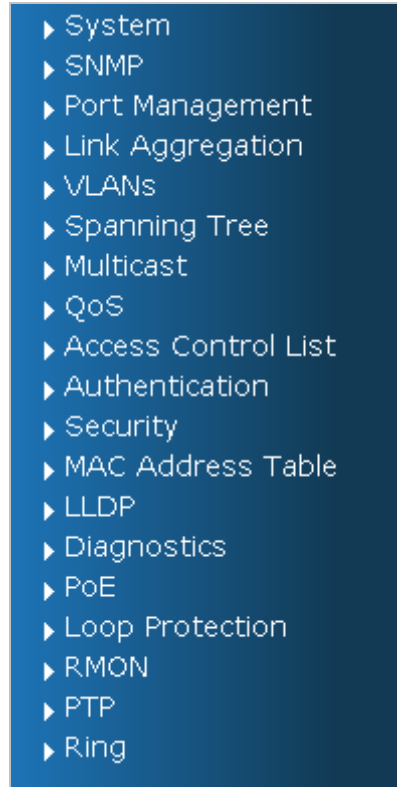 System
SNMP
Port Management
Link Aggregation
VLANs
Spanning Tree
Multicast
QoS
Access Control List
Authentication
Security
MAC Address Table
LLDP
Diagnostics
PoE
Loop Protection
RMON
PTP
Ring